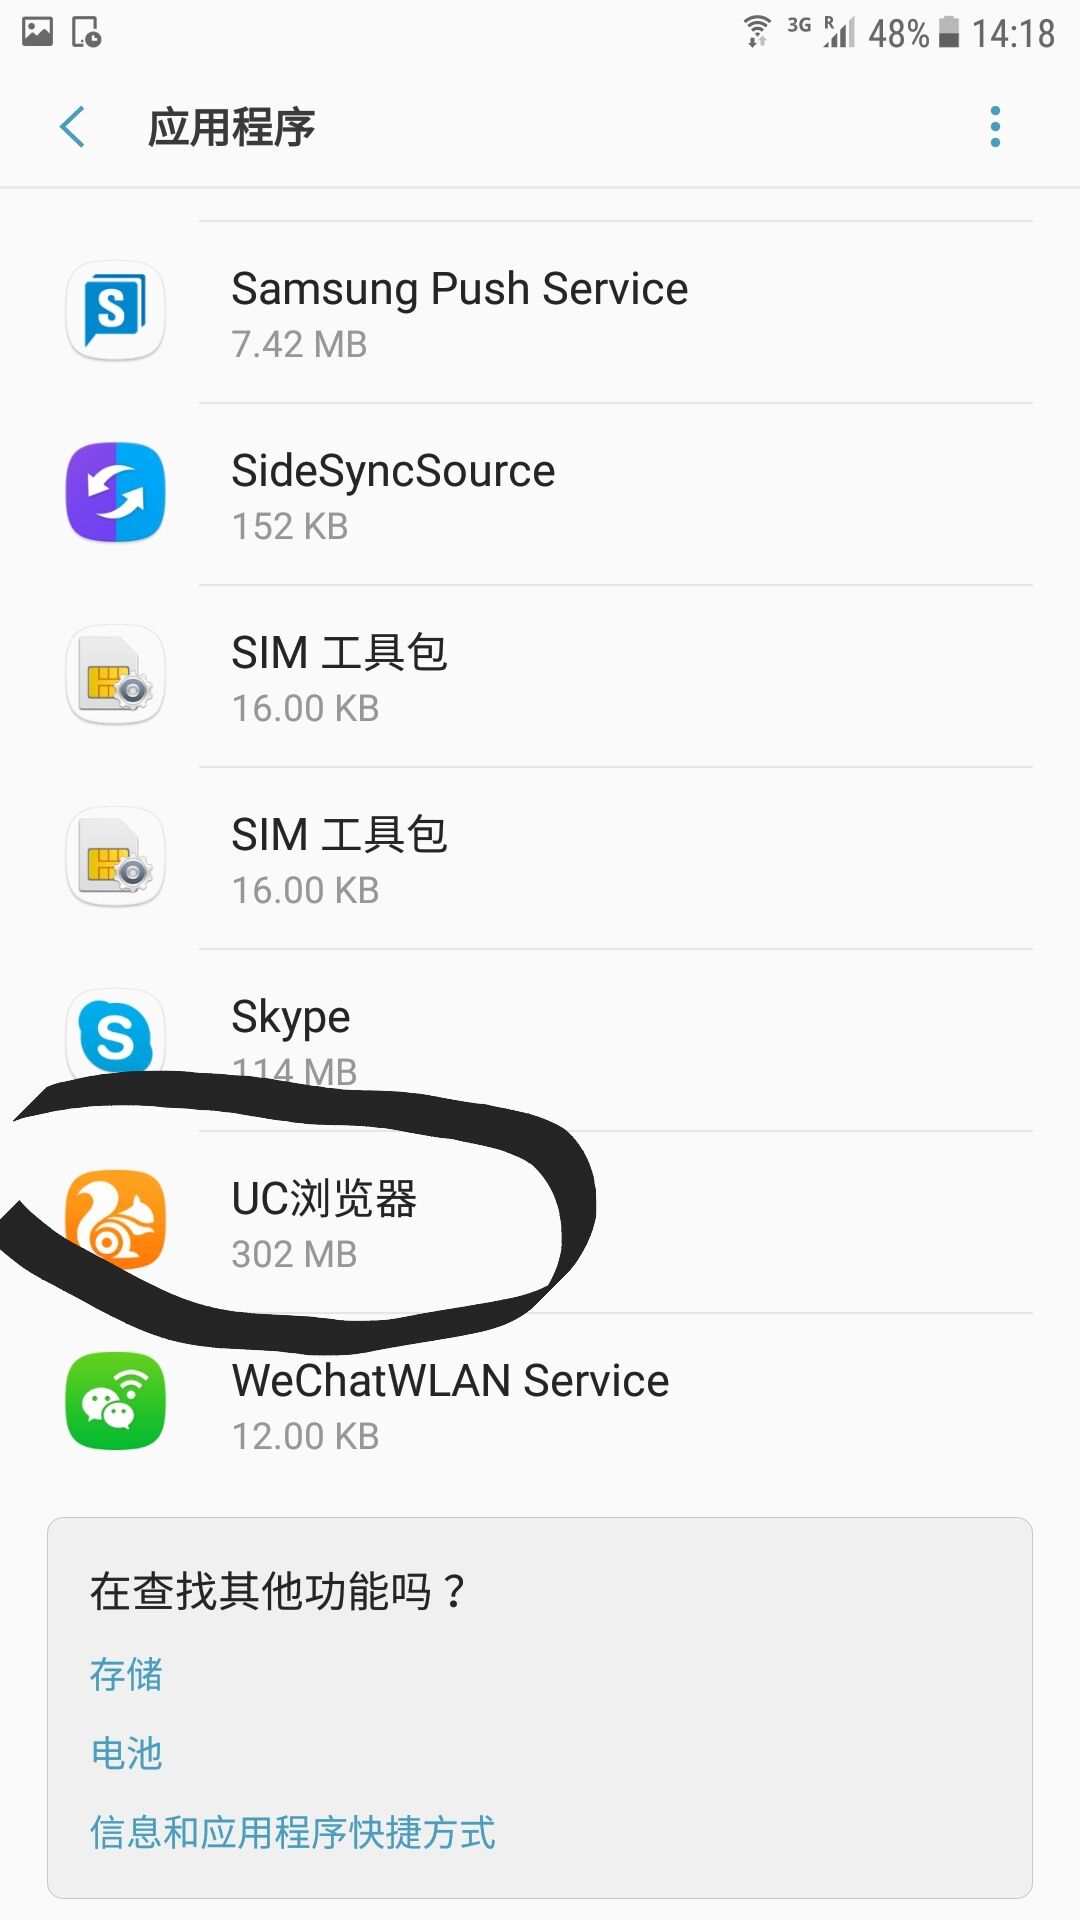 3G R 48% 14:18
应用程序
Samsung Push Service
7.42 MB
SideSyncSource
152 KB
SIM 工具包
16.00 KB
SIM 工具包
16.00 KB
Skype
114 MB
UC浏览器
302 MB
WeChatWLAN Service
12.00 KB
在查找其他功能吗？
存储
电池
信息和应用程序快捷方式